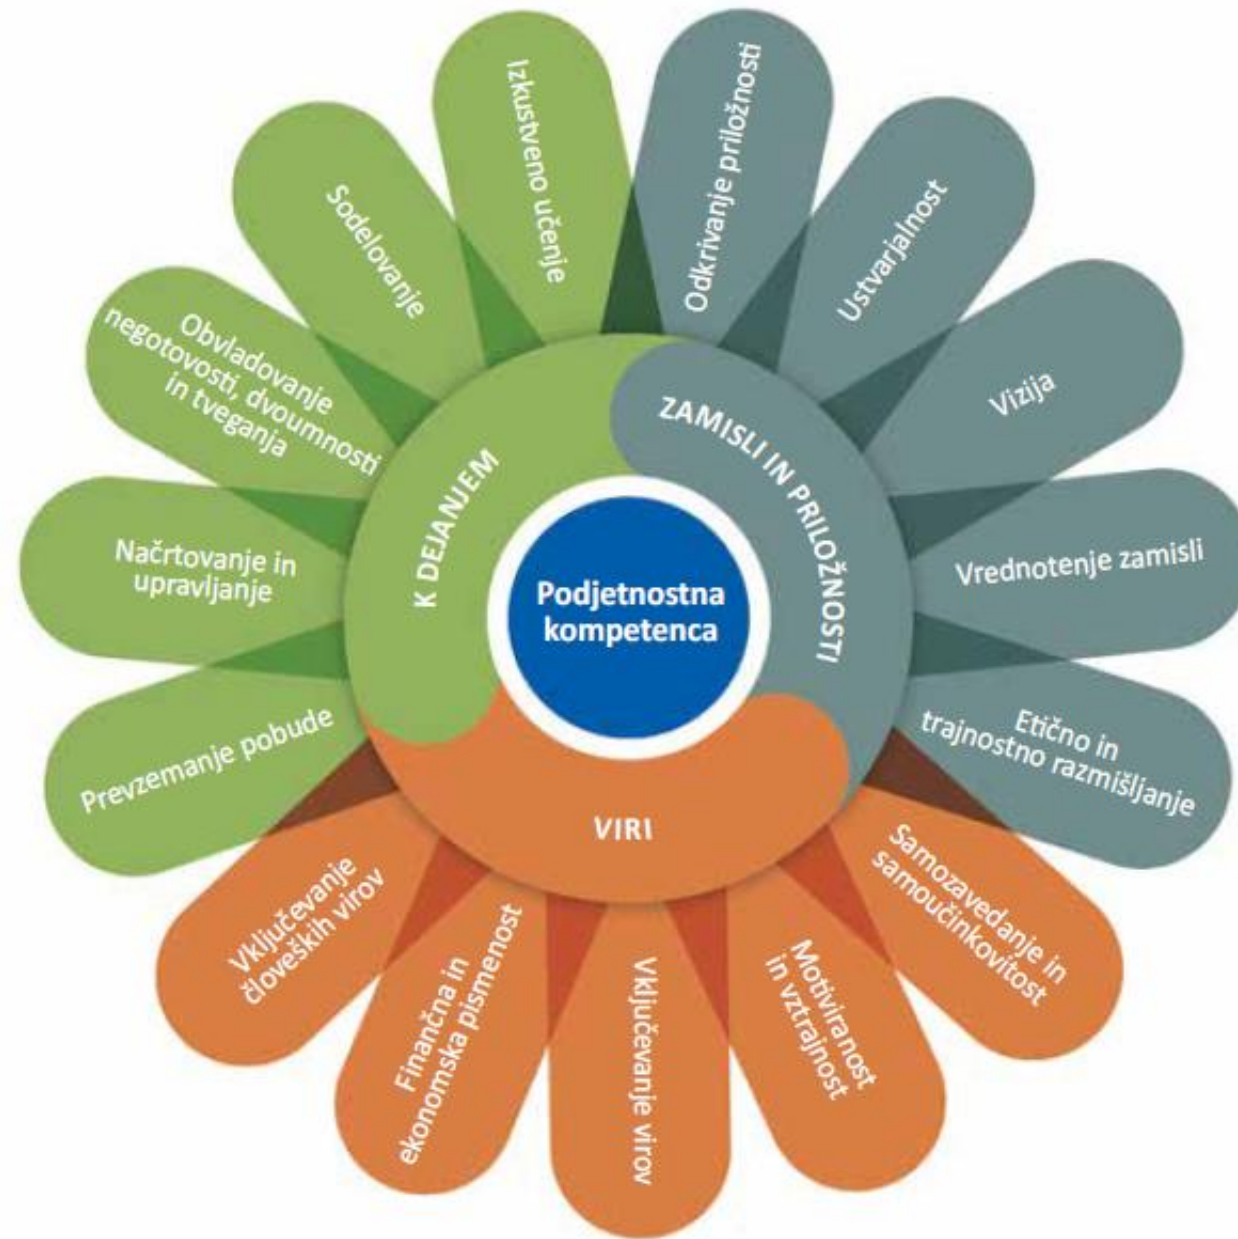 Podjetnostna
kompetenca
ZAMISLI IN PRILOŽNOSTI
Odkrivanje priložnosti
Ustvarjalnost
Vizija
Vrednotenje zamisli
Etično in
trajnostno razmišljanje
VIRI
Samozavedanje in
samoučinkovitost
Motiviranost
in vztrajnost
Vključevanje virov
Finančna in
ekonomska pismenost
Vključevanje
človeških virov
K DEJANJEM
Prevzemanje pobude
Načrtovanje in
upravljanje
Obvladovanje
negotovosti, dvoumnosti
in tveganja
Sodelovanje
Izkustveno učenje